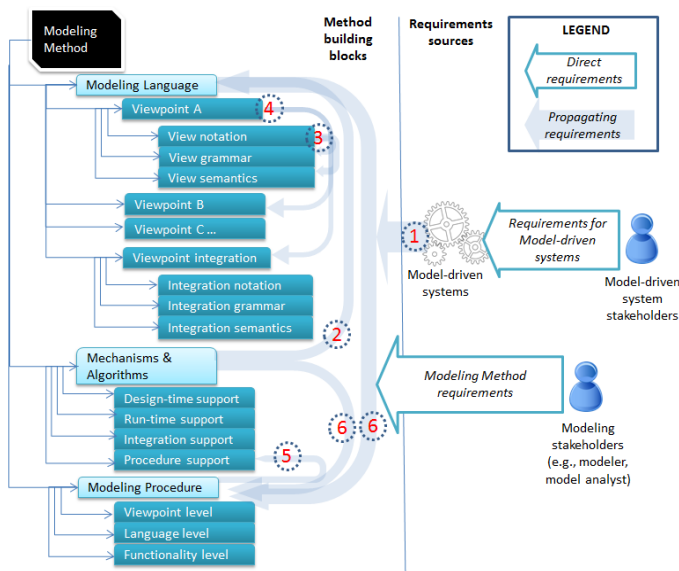 Modeling
Method
Method
building
blocks
Requirements
sources
LEGEND
Direct
requirements
Propagating
requirements
Modeling Language
Viewpoint A
4
View notation
3
View grammar
View semantics
Viewpoint B
Viewpoint C ...
Viewpoint integration
Integration notation
Integration grammar
Integration semantics
1
Model-driven
systems
Requirements for
Model-driven
systems
Model-driven
system
stakeholders
2
Mechanisms &
Algorithms
Design-time support
Run-time support
Integration support
Procedure support
5
6
6
Modeling Method
requirements
Modeling
stakeholders
(e.g., modeler,
model analyst)
Modeling Procedure
Viewpoint level
Language level
Functionality level